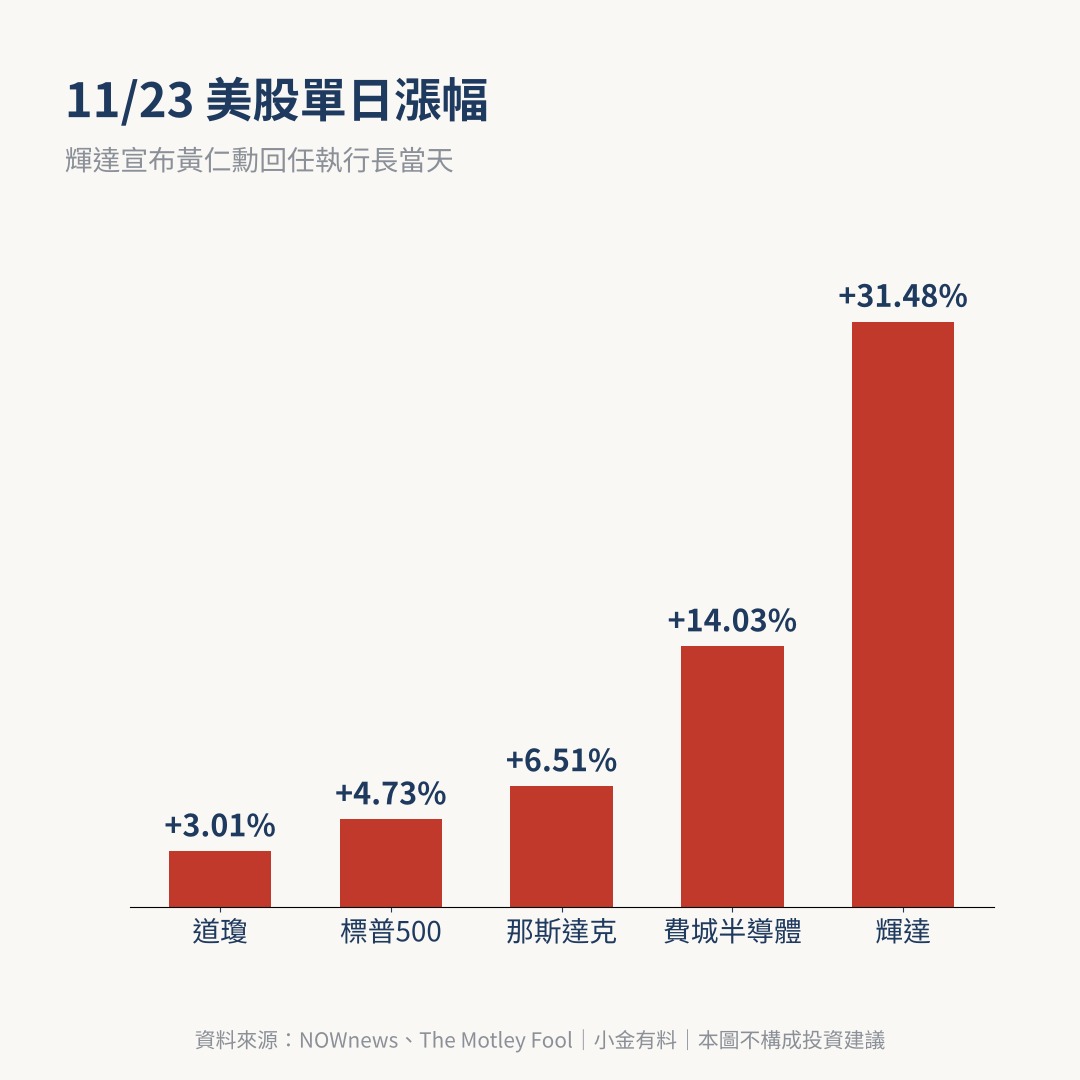 11/23 美股單日漲幅
輝達宣布黃仁勳回任執行長當天
+31.48%
+14.03%
+6.51%
+4.73%
+3.01%
道瓊 標普500 那斯達克 費城半導體 輝達
資料來源：NOWnews、The Motley Fool｜小金有料｜本圖不構成投資建議